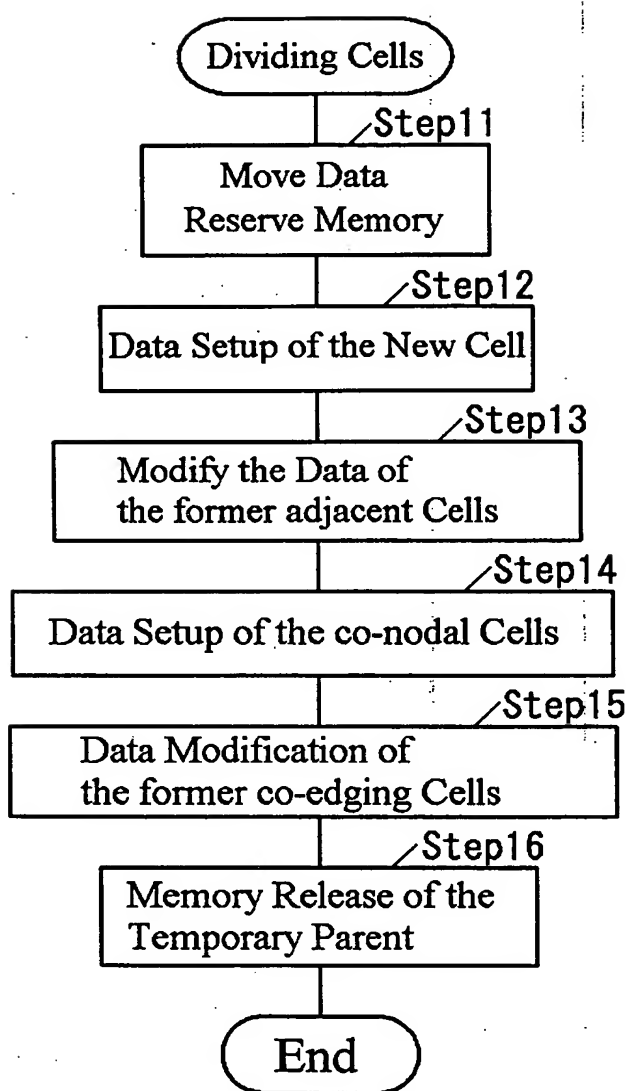 Dividing Cells
Step11
Move Data
Reserve Memory
Step12
Data Setup of the New Cell
Step13
Modify the Data of
the former adjacent Cells
Step14
Data Setup of the co-nodal Cells
Step15
Data Modification of
the former co-edging Cells
Step16
Memory Release of the
Temporary Parent
End